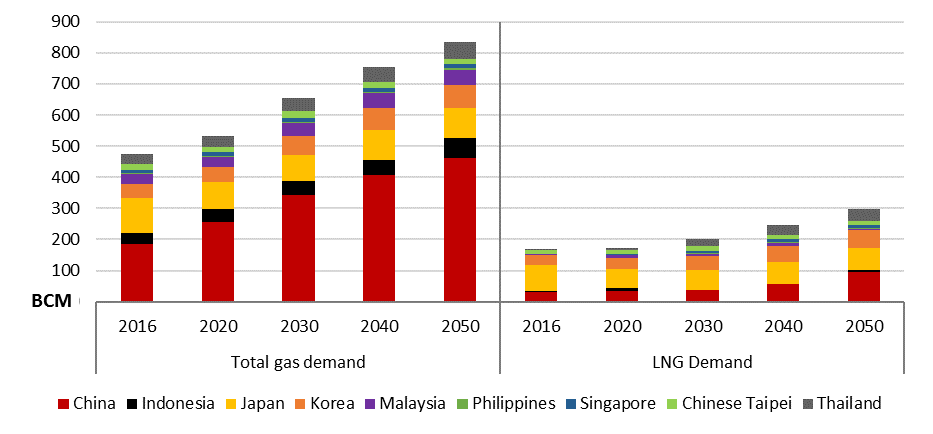 900
800
700
600
500
400
300
200
100
BCM
2016 2020 2030 2040 2050 2016 2020 2030 2040 2050
Total gas demand LNG Demand
China Indonesia Japan Korea Malaysia Philippines Singapore Chinese Taipei Thailand